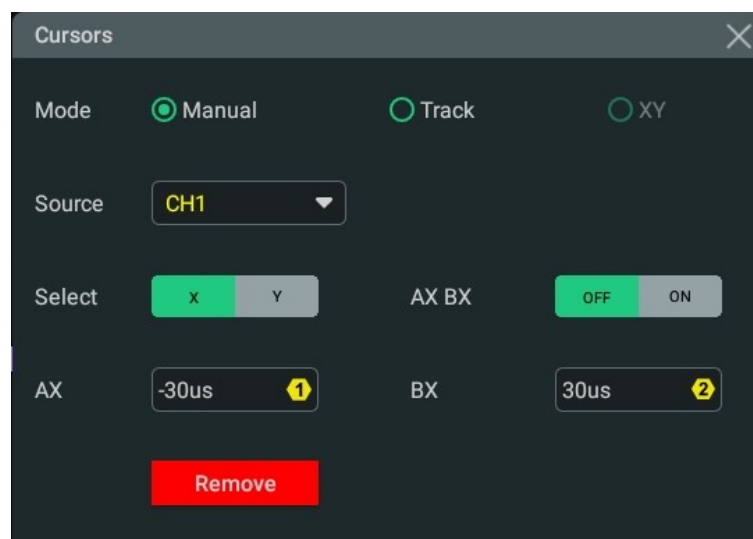 Cursors
Mode Manual Track XY
Source CH1
Select X Y AX BX OFF ON
AX -30us 1 BX 30us 2
Remove